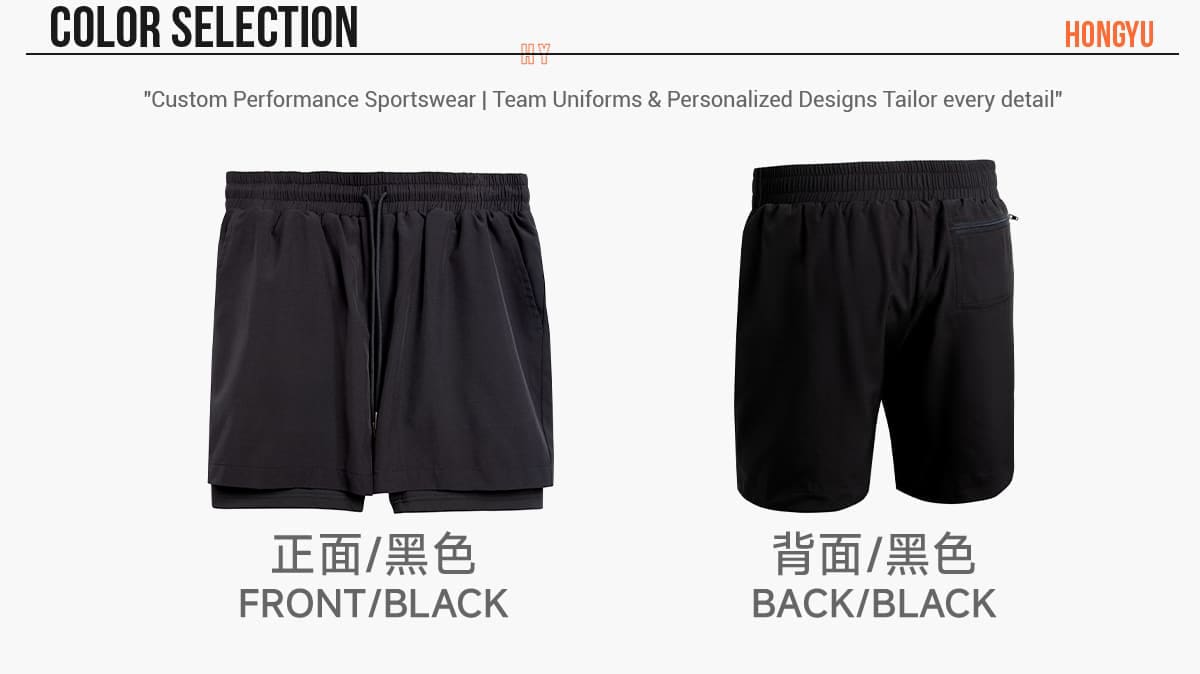 COLOR SELECTION
HONGYU
HY
"Custom Performance Sportswear | Team Uniforms & Personalized Designs Tailor every detail"
正面/黑色
FRONT/BLACK
背面/黑色
BACK/BLACK